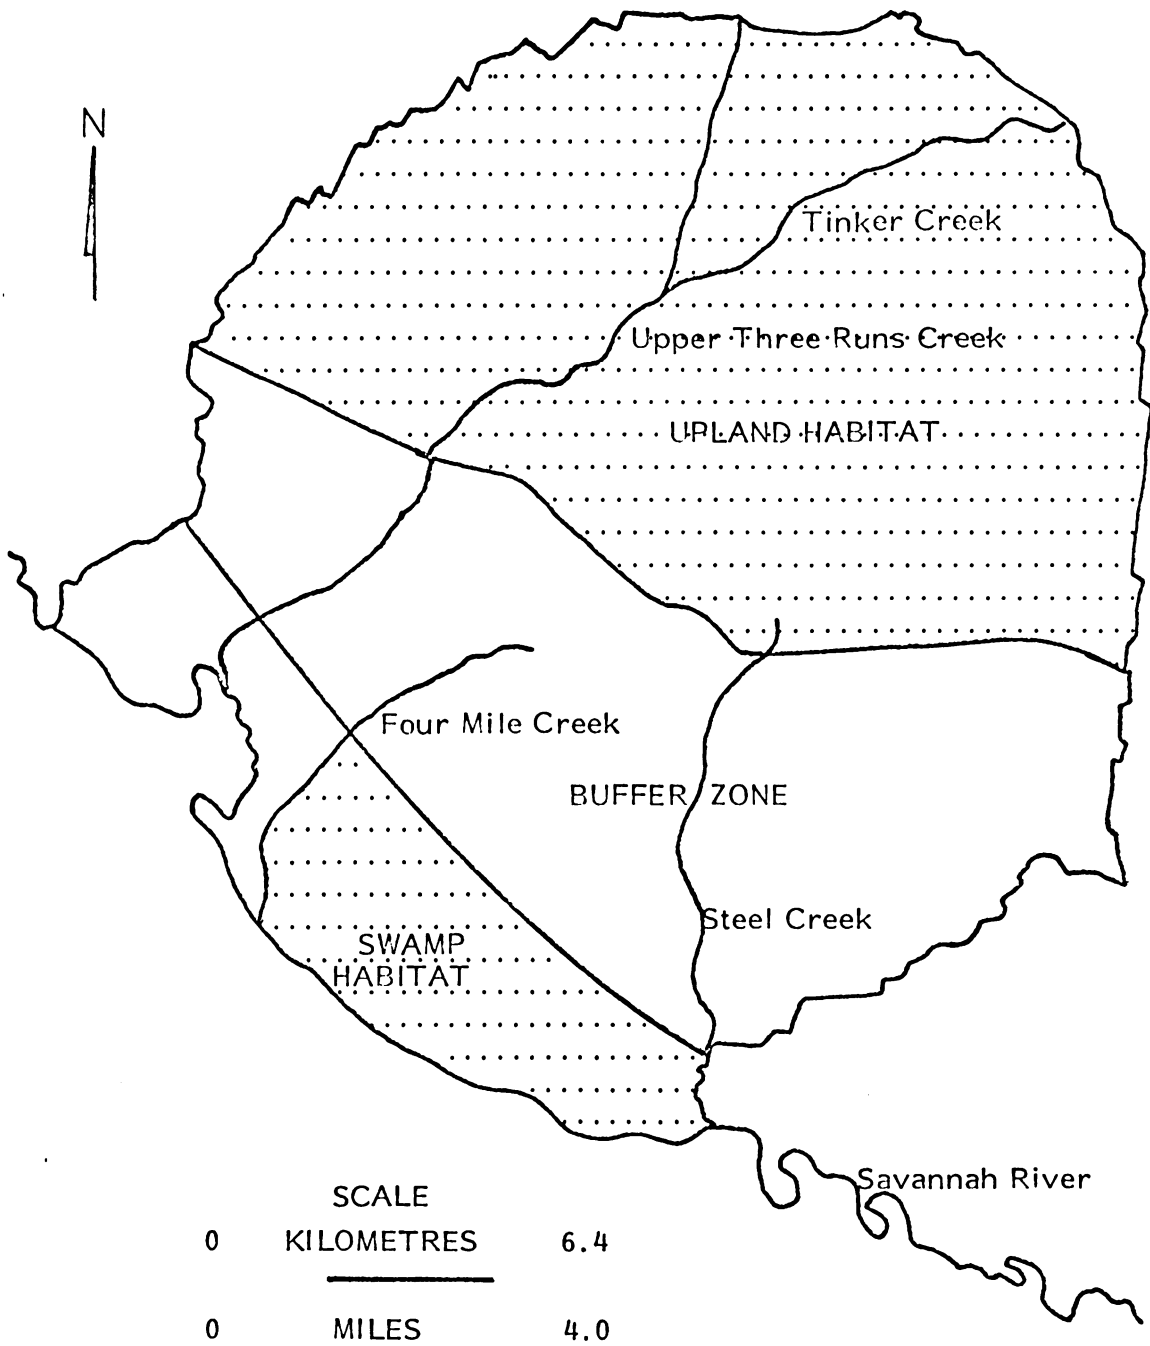 N
Tinker Creek
Upper Three Runs Creek
UPLAND HABITAT
Four Mile Creek
BUFFER ZONE
Steel Creek
SWAMP
HABITAT
Savannah River
SCALE
0 KILOMETRES 6.4
0 MILES 4.0